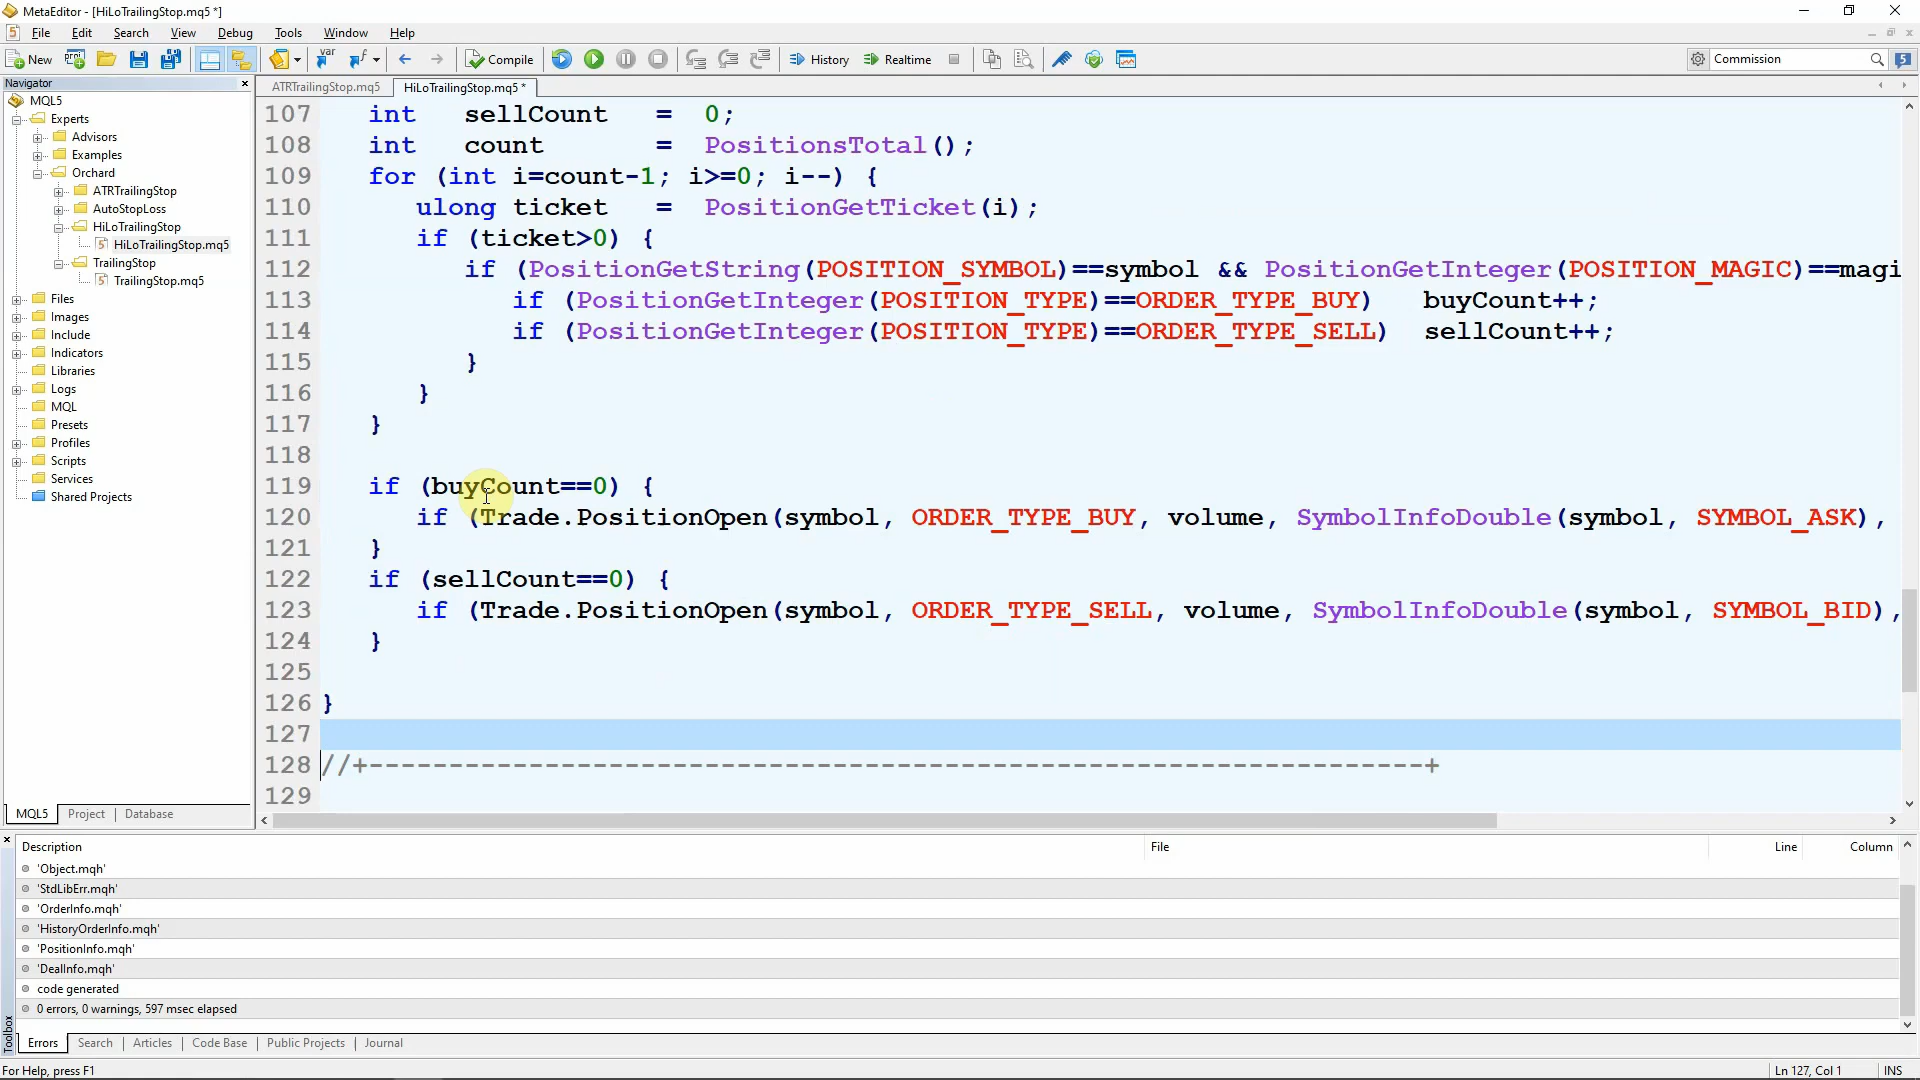 MetaEditor - [HiLoTrailingStop.mq5 *]
File Edit Search View Debug Tools Window Help
New Compile History Realtime Commission
Navigator
ATRTrailingStop.mq5 HiLoTrailingStop.mq5 *
MQL5
Experts
Advisors
Examples
Orchard
ATRTrailingStop
AutoStopLoss
HiLoTrailingStop
HiLoTrailingStop.mq5
TrailingStop
TrailingStop.mq5
Files
Images
Include
Indicators
Libraries
Logs
MQL
Presets
Profiles
Scripts
Services
Shared Projects
MQL5 Project Database
107 int sellCount = 0;
108 int count = PositionsTotal();
109 for (int i=count-1; i>=0; i--) {
110 ulong ticket = PositionGetTicket(i);
111 if (ticket>0) {
112 if (PositionGetString(POSITION_SYMBOL)==symbol && PositionGetInteger(POSITION_MAGIC)==magi
113 if (PositionGetInteger(POSITION_TYPE)==ORDER_TYPE_BUY) buyCount++;
114 if (PositionGetInteger(POSITION_TYPE)==ORDER_TYPE_SELL) sellCount++;
115 }
116 }
117 }
118
119 if (buyCount==0) {
120 if (Trade.PositionOpen(symbol, ORDER_TYPE_BUY, volume, SymbolInfoDouble(symbol, SYMBOL_ASK),
121 }
122 if (sellCount==0) {
123 if (Trade.PositionOpen(symbol, ORDER_TYPE_SELL, volume, SymbolInfoDouble(symbol, SYMBOL_BID),
124 }
125
126 }
127
128 //+------------------------------------------------------------------+
129
Description File Line Column
'Object.mqh'
'StdLibErr.mqh'
'OrderInfo.mqh'
'HistoryOrderInfo.mqh'
'PositionInfo.mqh'
'DealInfo.mqh'
code generated
0 errors, 0 warnings, 597 msec elapsed
Toolbox
Errors Search Articles Code Base Public Projects Journal
For Help, press F1 Ln 127, Col 1 INS